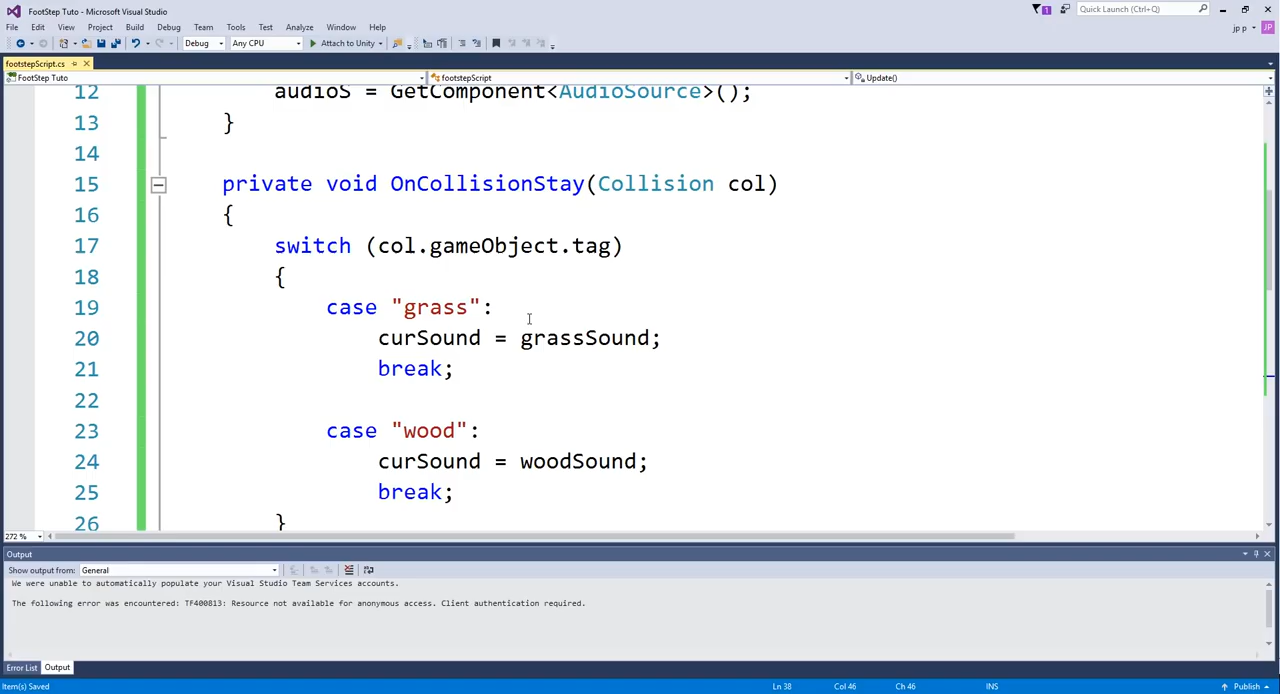 FootStep Tuto - Microsoft Visual Studio
1
Quick Launch (Ctrl+Q)
File Edit View Project Build Debug Team Tools Test Analyze Window Help
jp p
JP
Debug Any CPU Attach to Unity
footstepScript.cs
FootStep Tuto footstepScript Update()
12 audioS = GetComponent<AudioSource>();
13 }
14
15 private void OnCollisionStay(Collision col)
16 {
17 switch (col.gameObject.tag)
18 {
19 case "grass":
20 curSound = grassSound;
21 break;
22
23 case "wood":
24 curSound = woodSound;
25 break;
26 }
272 %
Output
Show output from: General
We were unable to automatically populate your Visual Studio Team Services accounts.
The following error was encountered: TF400813: Resource not available for anonymous access. Client authentication required.
Error List Output
Item(s) Saved Ln 38 Col 46 Ch 46 INS Publish